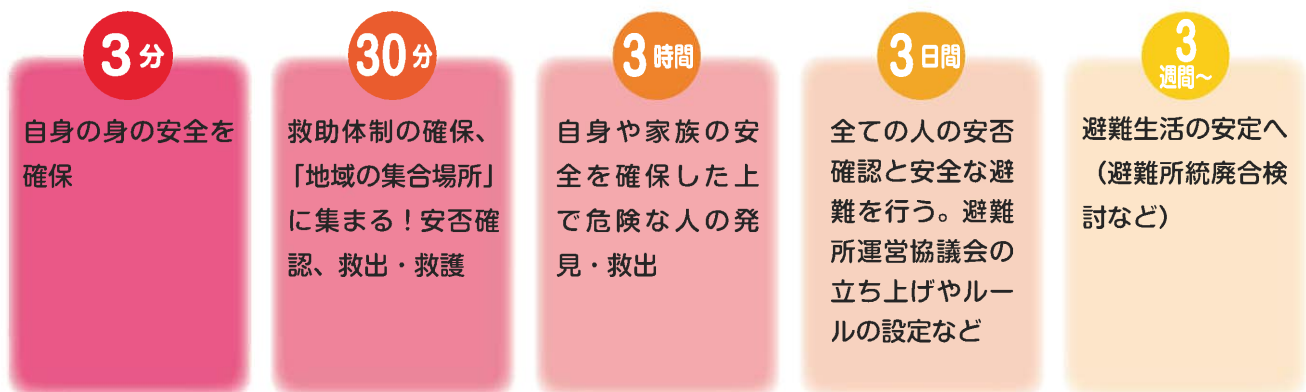 3分
自身の身の安全を
確保
30分
救助体制の確保、
「地域の集合場所」
に集まる！安否確
認、救出・救護
3時間
自身や家族の安
全を確保した上
で危険な人の発
見・救出
3日間
全ての人の安否
確認と安全な避
難を行う。避難
所運営協議会の
立ち上げやルー
ルの設定など
3
週間～
避難生活の安定へ
（避難所統廃合検
討など）